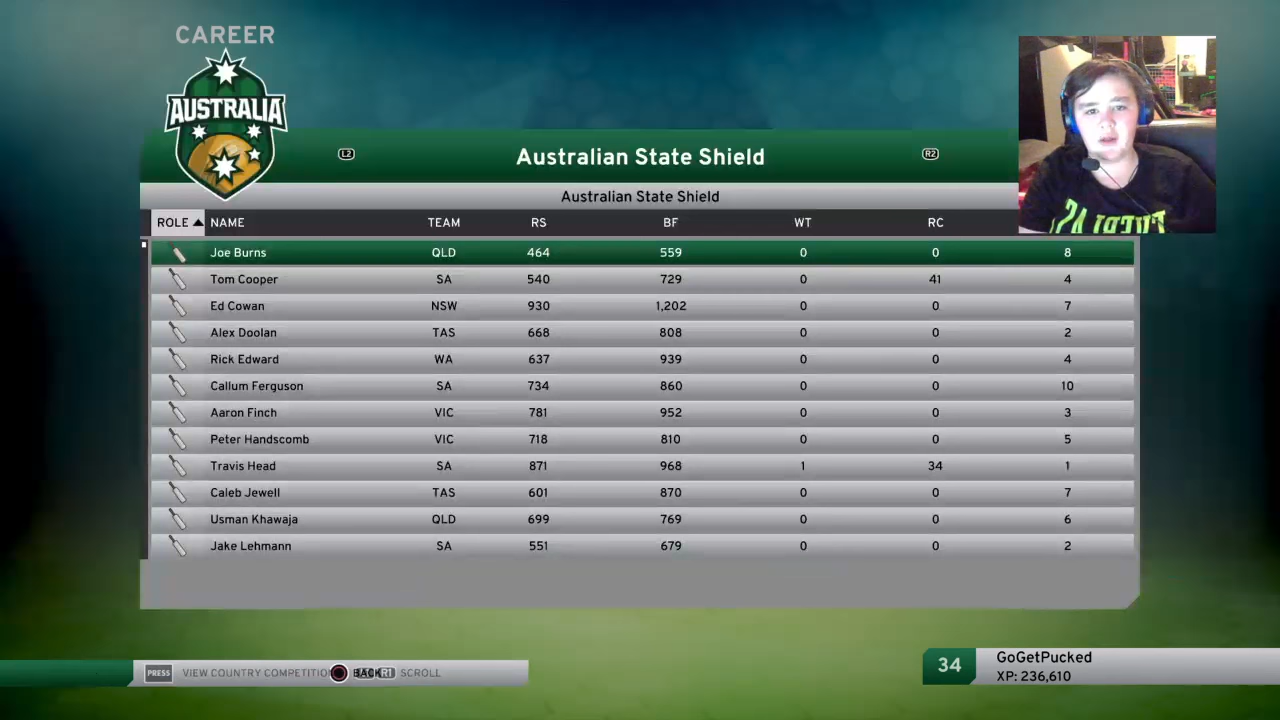 CAREER
AUSTRALIA
L2 Australian State Shield R2
Australian State Shield
ROLE NAME TEAM RS BF WT RC
Joe Burns QLD 464 559 0 0 8
Tom Cooper SA 540 729 0 41 4
Ed Cowan NSW 930 1,202 0 0 7
Alex Doolan TAS 668 808 0 0 2
Rick Edward WA 637 939 0 0 4
Callum Ferguson SA 734 860 0 0 10
Aaron Finch VIC 781 952 0 0 3
Peter Handscomb VIC 718 810 0 0 5
Travis Head SA 871 968 1 34 1
Caleb Jewell TAS 601 870 0 0 7
Usman Khawaja QLD 699 769 0 0 6
Jake Lehmann SA 551 679 0 0 2
PRESS VIEW COUNTRY COMPETITION BACK R1 SCROLL
34 GoGetPucked
XP: 236,610